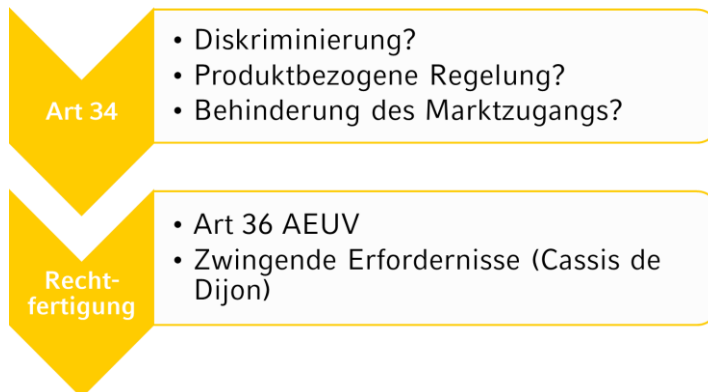 Art 34
• Diskriminierung?
• Produktbezogene Regelung?
• Behinderung des Marktzugangs?
Recht-
fertigung
• Art 36 AEUV
• Zwingende Erfordernisse (Cassis de
Dijon)